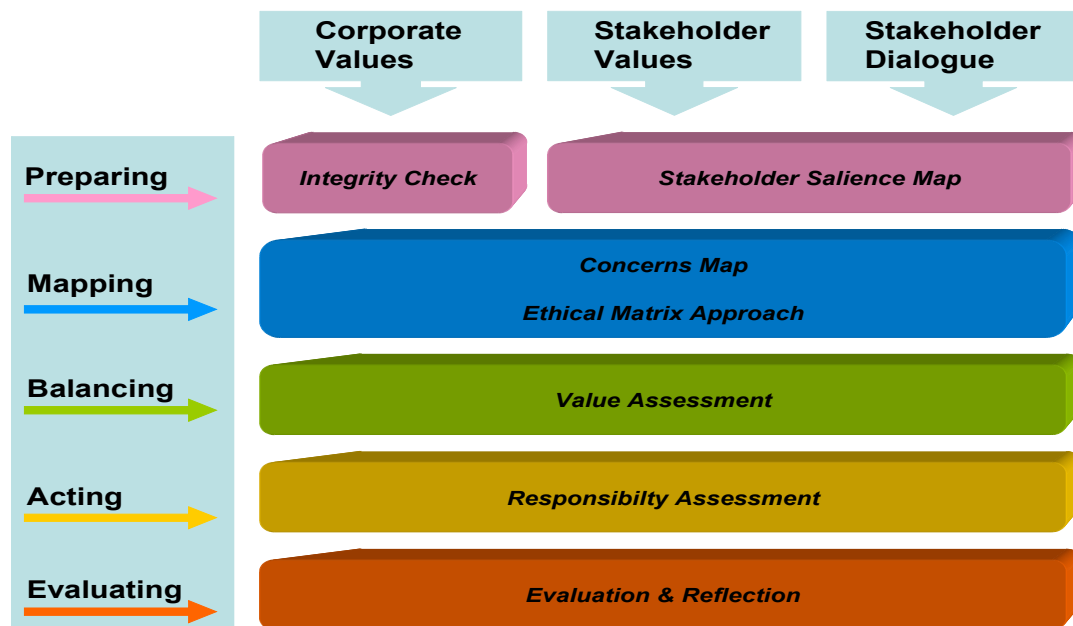 Corporate
Values
Stakeholder
Values
Stakeholder
Dialogue
Preparing
Integrity Check
Stakeholder Salience Map
Mapping
Concerns Map
Ethical Matrix Approach
Balancing
Value Assessment
Acting
Responsibilty Assessment
Evaluating
Evaluation & Reflection